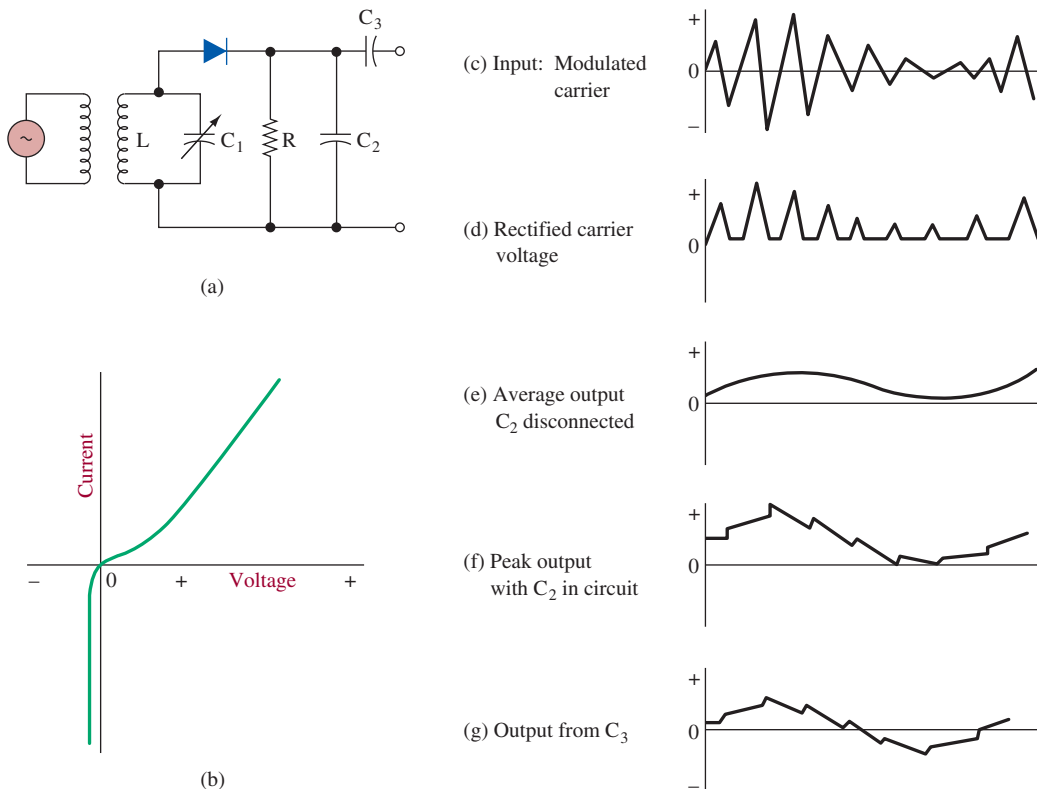 C3
L
C1
R
C2
~
(a)
Current
– 0 + Voltage +
(b)
(c) Input: Modulated
carrier
+
0
–
(d) Rectified carrier
voltage
+
0
(e) Average output
C2 disconnected
+
0
(f) Peak output
with C2 in circuit
+
0
(g) Output from C3
+
0
–